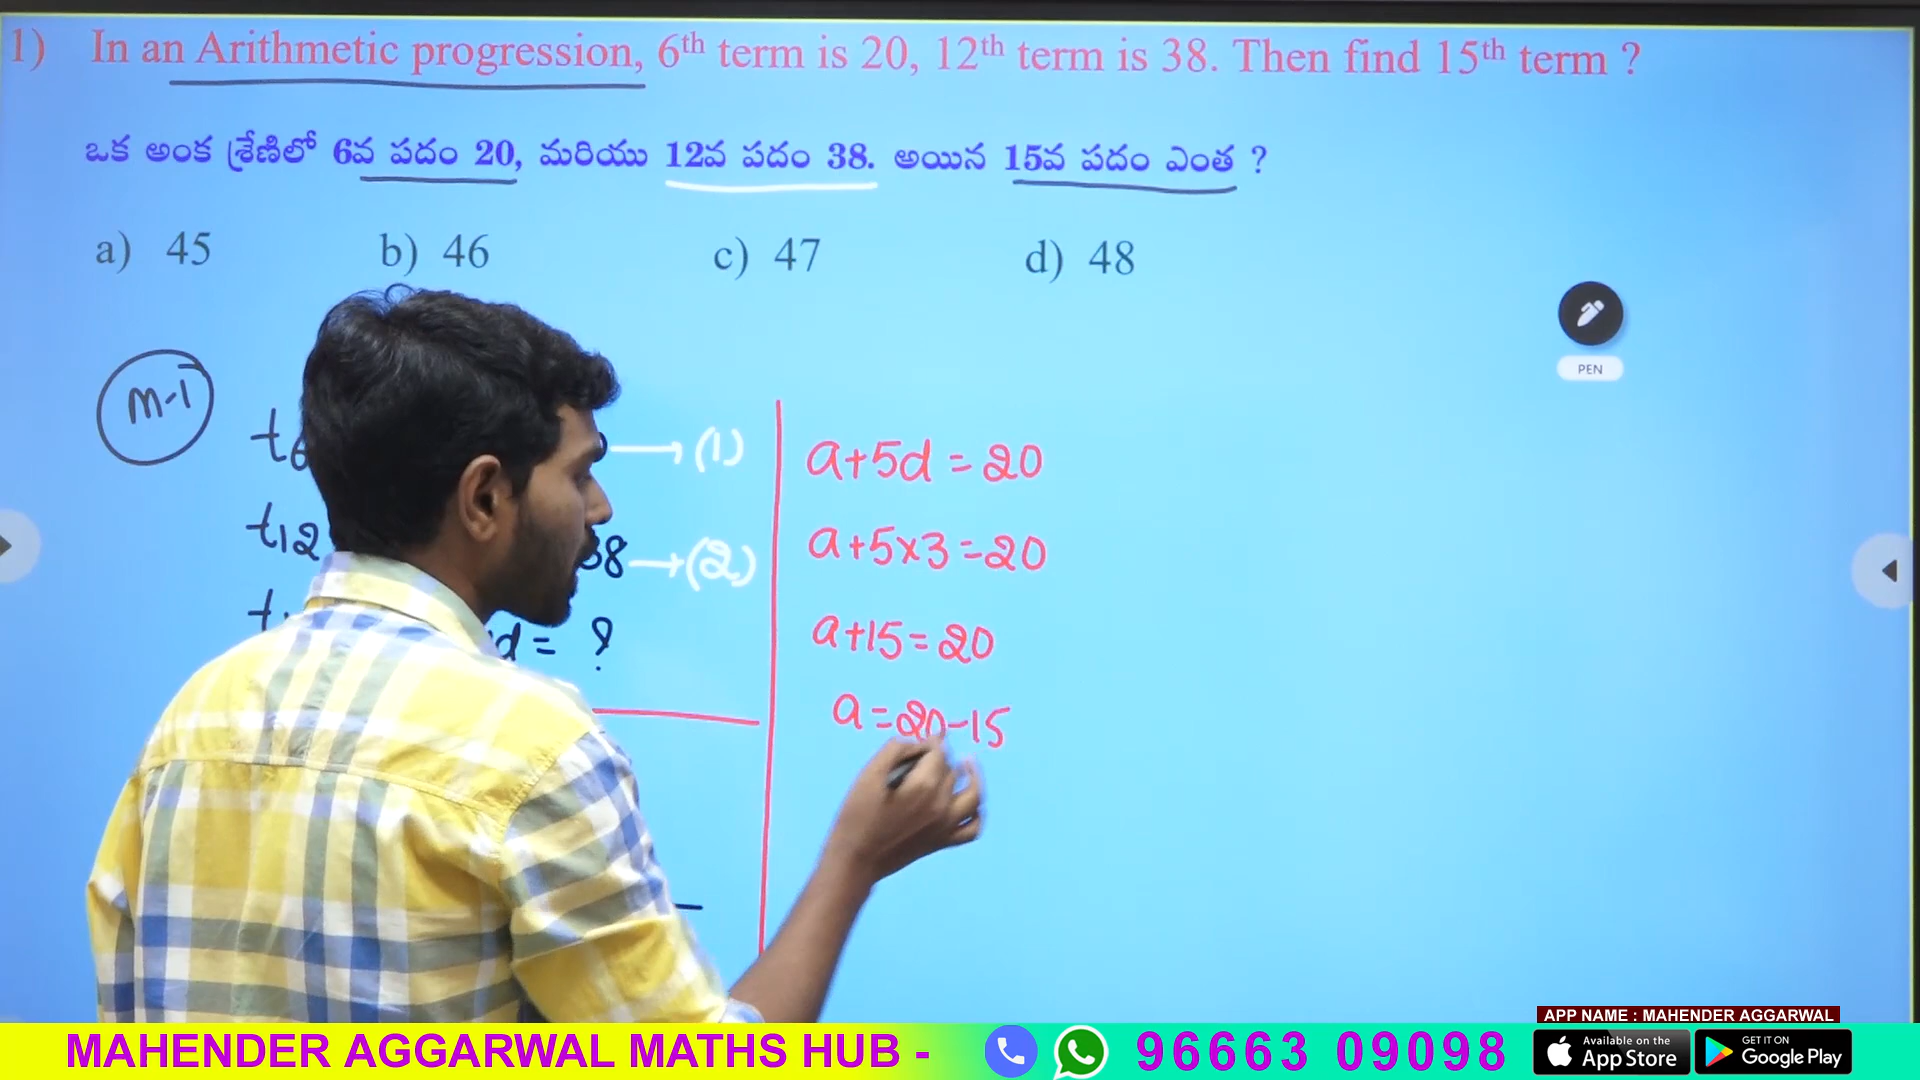 1) In an Arithmetic progression, 6th term is 20, 12th term is 38. Then find 15th term ?
ఒక అంక శ్రేణిలో 6వ పదం 20, మరియు 12వ పదం 38. అయిన 15వ పదం ఎంత ?
a) 45 b) 46 c) 47 d) 48
PEN
M-1
→ (1)
t12 38 → (2)
d = ?
a+5d = 20
a+5x3 = 20
a+15 = 20
a = 20-15
APP NAME : MAHENDER AGGARWAL
MAHENDER AGGARWAL MATHS HUB - 96663 09098
Available on the App Store
GET IT ON Google Play